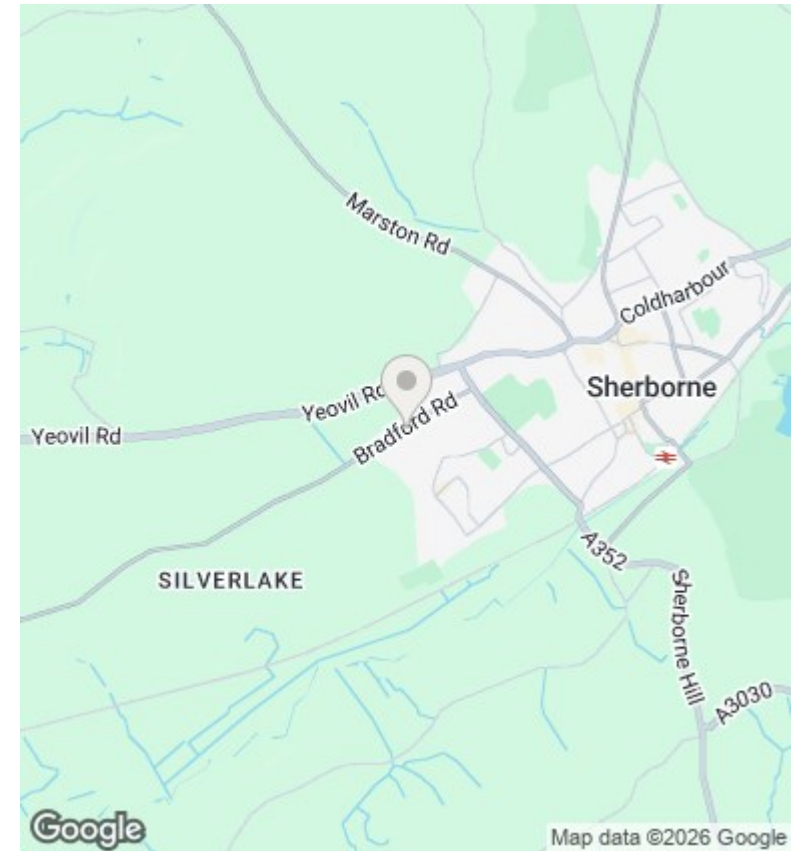 Marston Rd
Coldharbour
Sherborne
Yeovil Rd
Yeovil Rd
Bradford Rd
A352
SILVERLAKE
Sherborne Hill
A3030
Google
Map data ©2026 Google